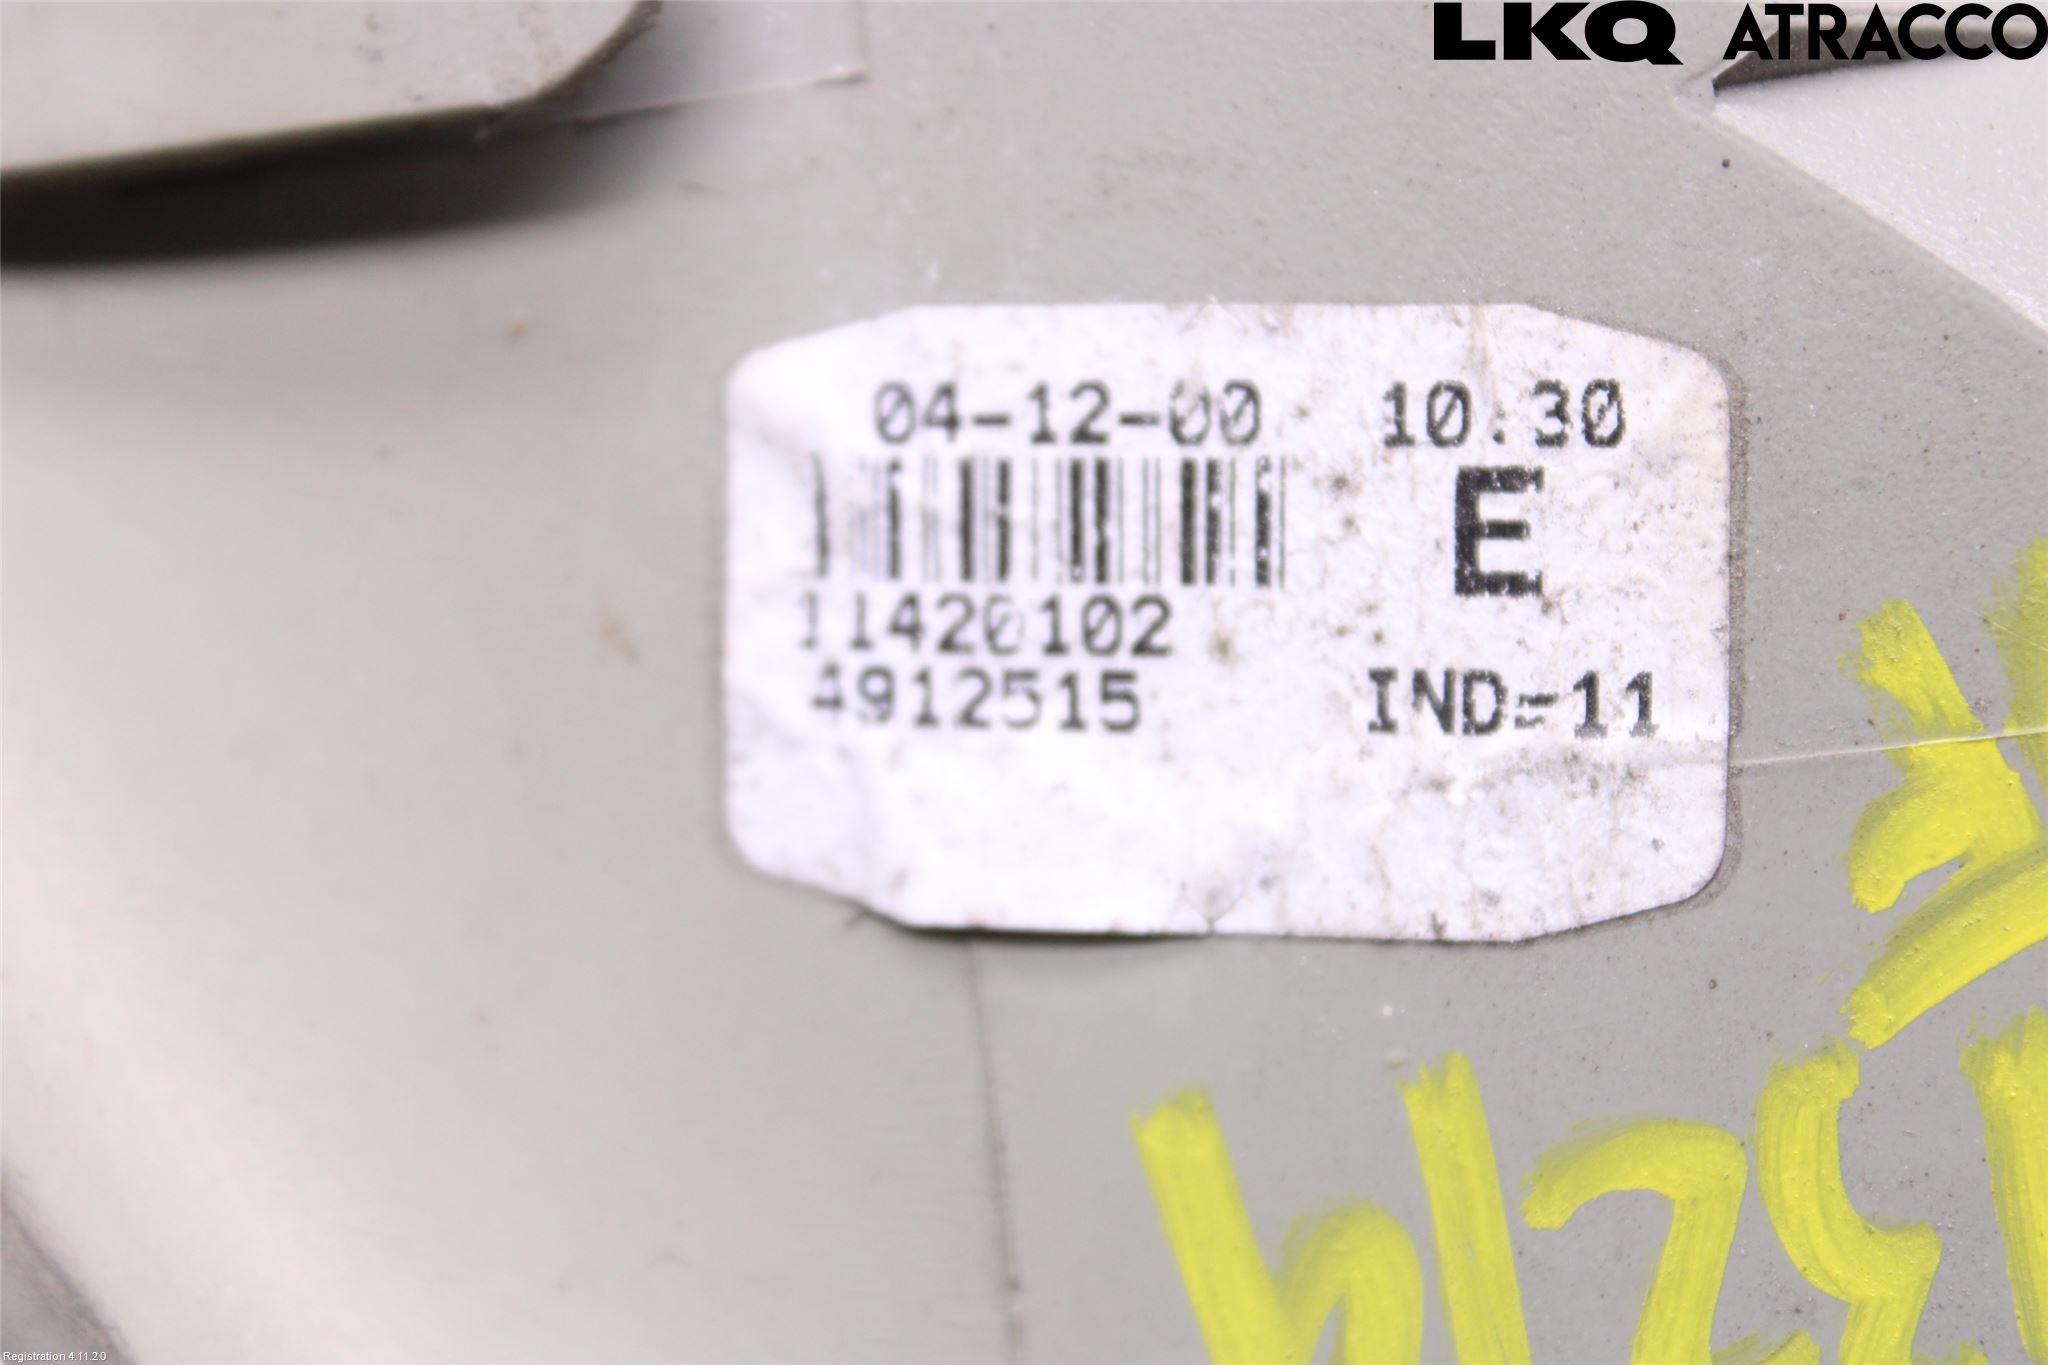 LKQ ATRACCO
04-12-00 10.30
E
11420102
4912515 IND=11
Registration 4.11.2.0